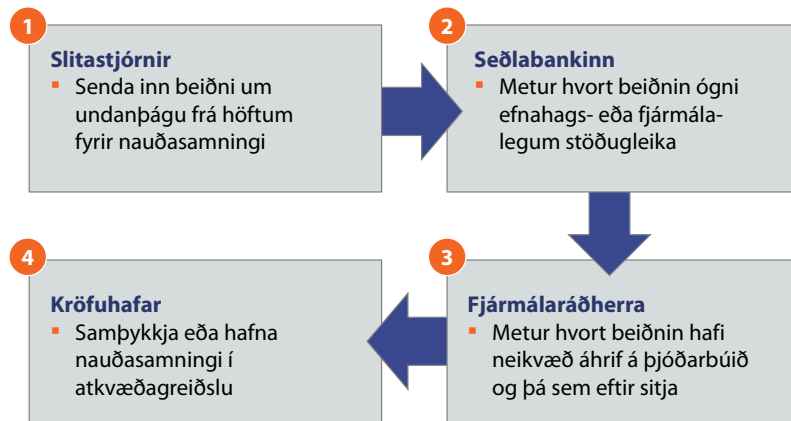 1
Slitastjórnir
▪ Senda inn beiðni um
undanþágu frá höftum
fyrir nauðasamningi
2
Seðlabankinn
▪ Metur hvort beiðnin ógni
efnahags- eða fjármála-
legum stöðugleika
3
Fjármálaráðherra
▪ Metur hvort beiðnin hafi
neikvæð áhrif á þjóðarbúið
og þá sem eftir sitja
4
Kröfuhafar
▪ Samþykkja eða hafna
nauðasamningi í
atkvæðagreiðslu